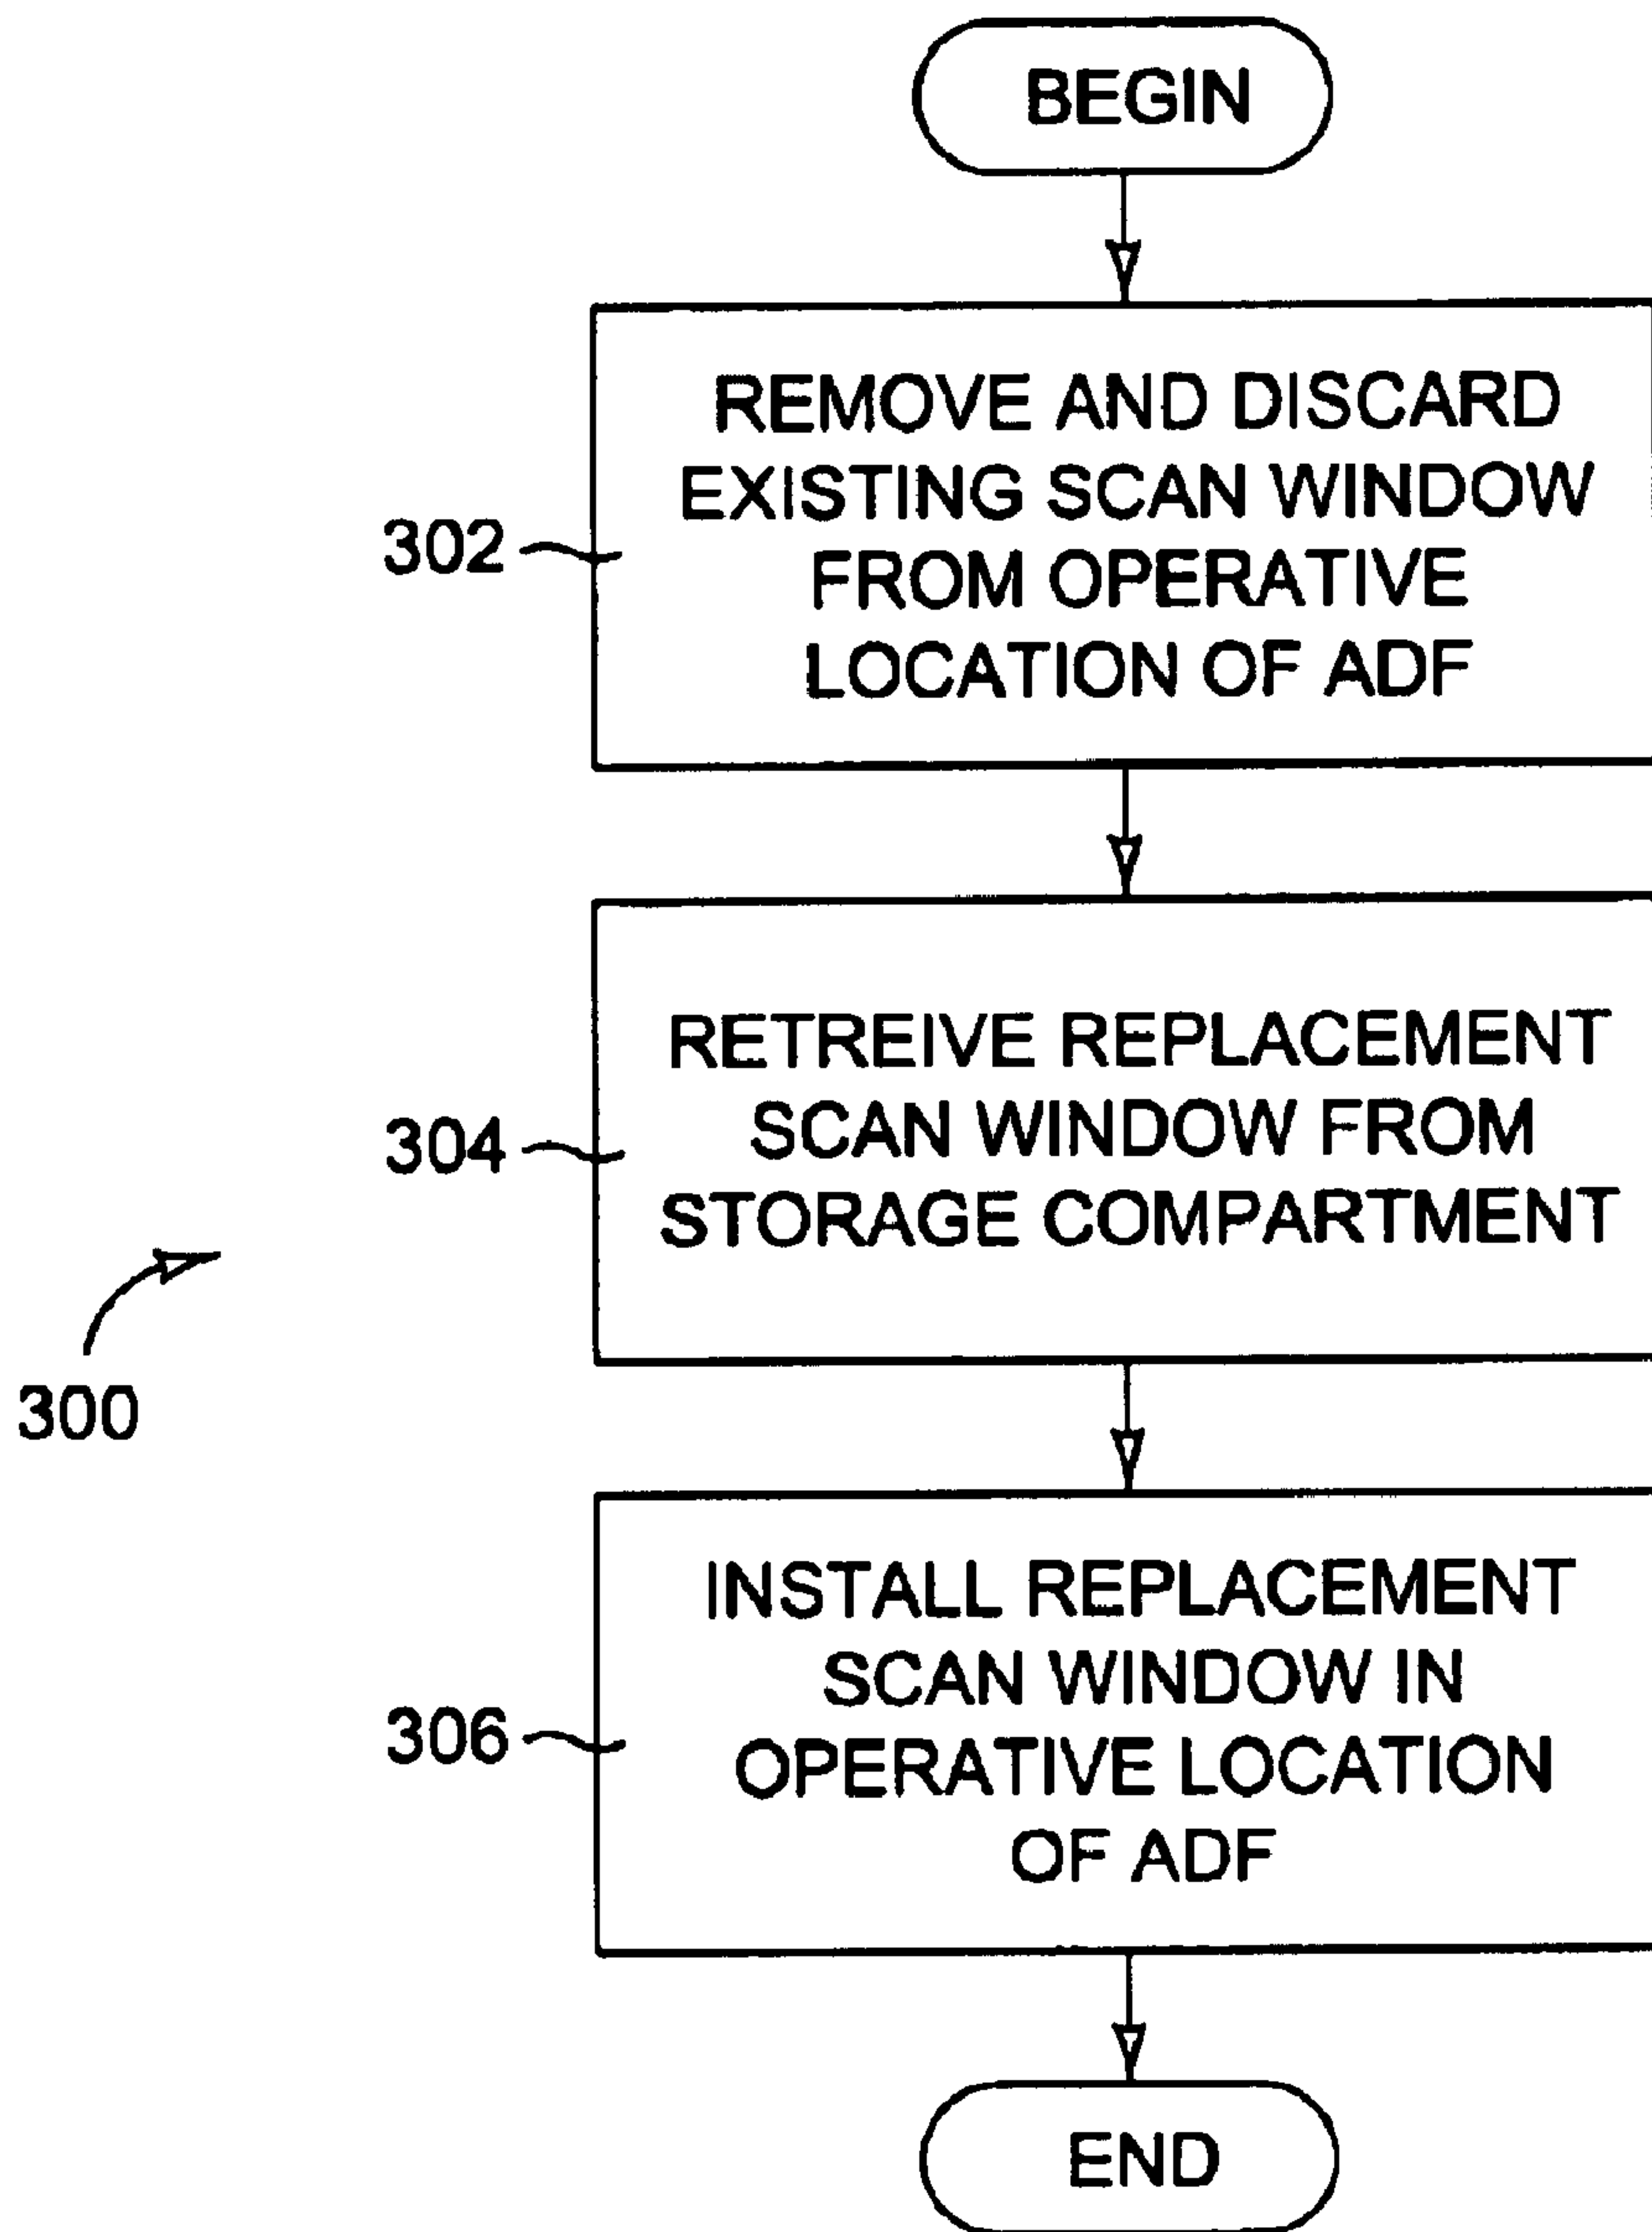 BEGIN
REMOVE AND DISCARD
EXISTING SCAN WINDOW
FROM OPERATIVE
LOCATION OF ADF
302
RETREIVE REPLACEMENT
SCAN WINDOW FROM
STORAGE COMPARTMENT
304
300
INSTALL REPLACEMENT
SCAN WINDOW IN
OPERATIVE LOCATION
OF ADF
306
END